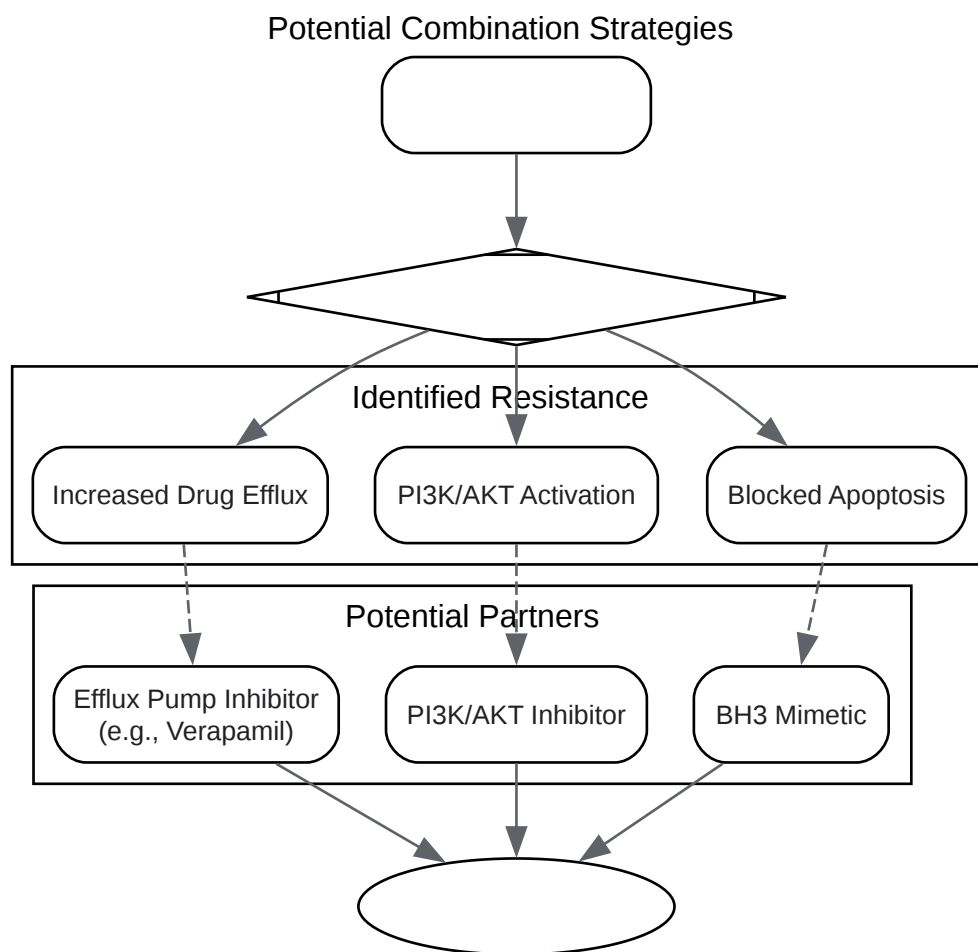 Potential Combination Strategies
Identified Resistance
Increased Drug Efflux
PI3K/AKT Activation
Blocked Apoptosis
Potential Partners
Efflux Pump Inhibitor
(e.g., Verapamil)
PI3K/AKT Inhibitor
BH3 Mimetic